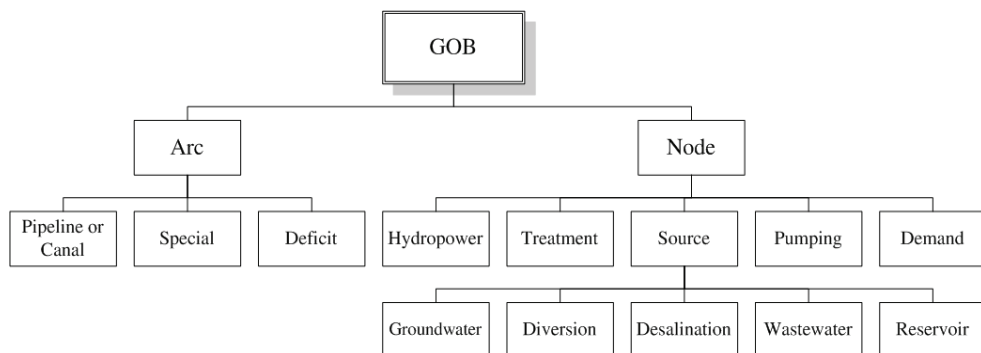 GOB
Arc
Node
Pipeline or
Canal
Special
Deficit
Hydropower
Treatment
Source
Pumping
Demand
Groundwater
Diversion
Desalination
Wastewater
Reservoir